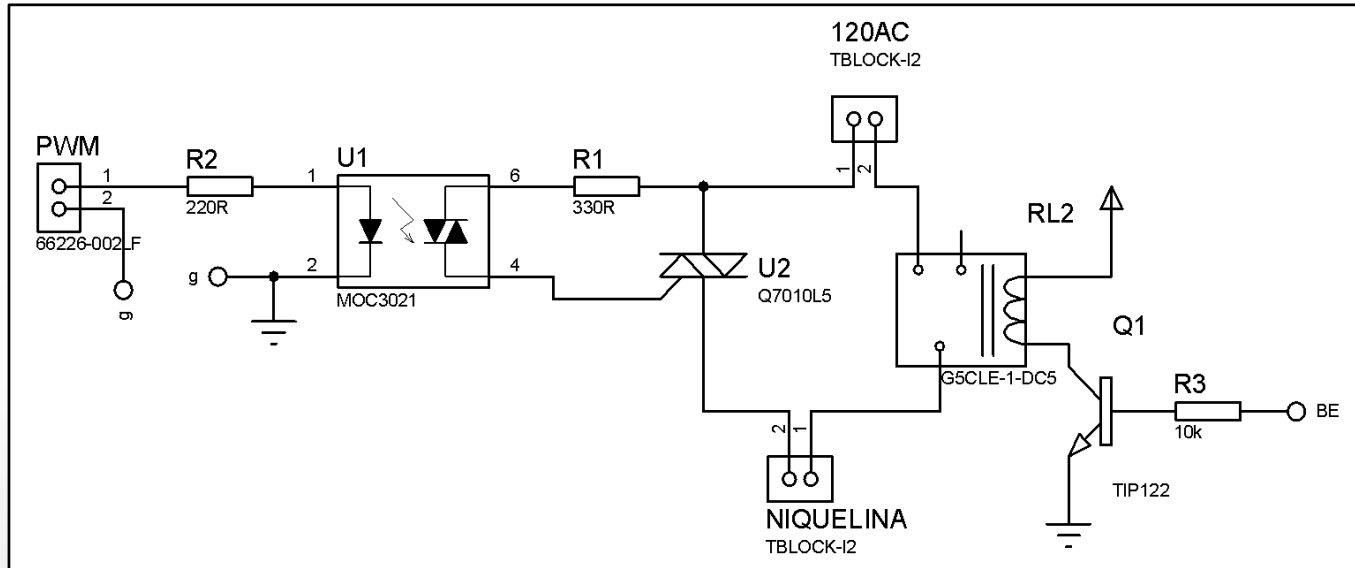 120AC
TBLOCK-I2
PWM
1
2
66226-002LF
g
R2
220R
g
U1
1
2
6
4
MOC3021
R1
330R
1
2
U2
Q7010L5
RL2
G5CLE-1-DC5
Q1
TIP122
R3
10k
BE
2
1
NIQUELINA
TBLOCK-I2